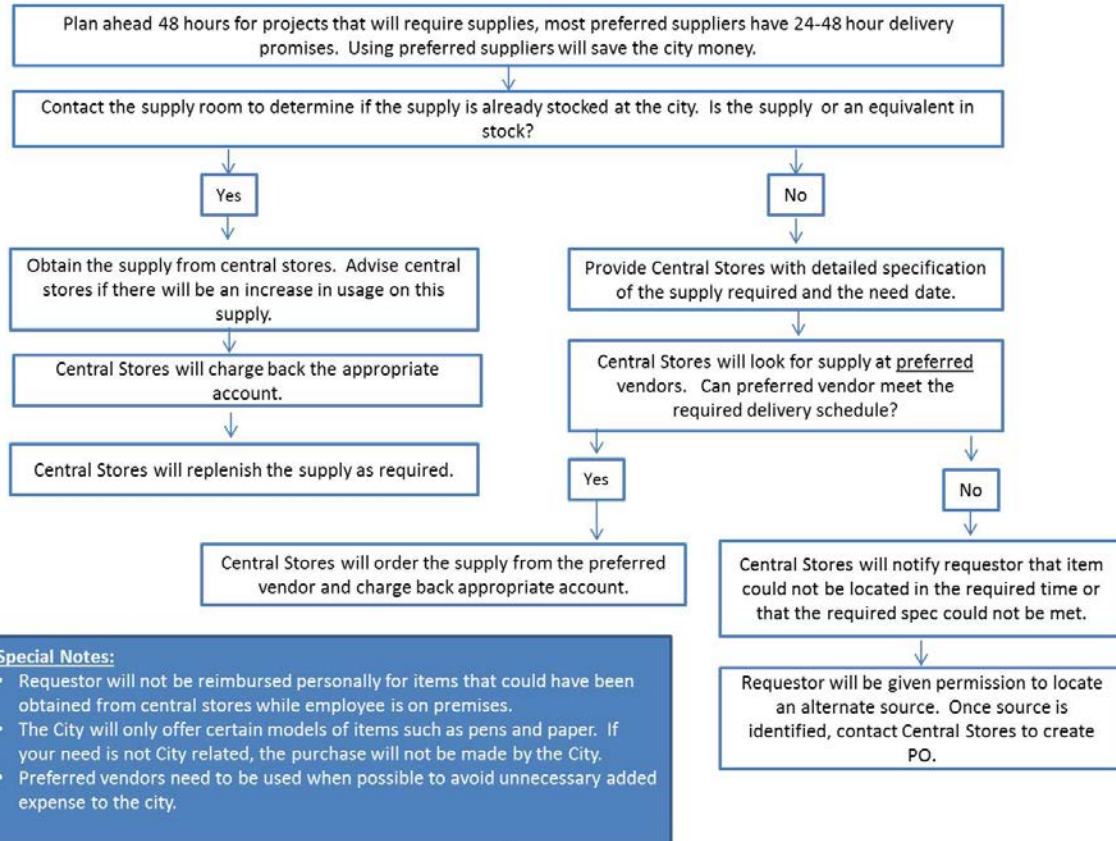 Plan ahead 48 hours for projects that will require supplies, most preferred suppliers have 24-48 hour delivery
promises.  Using preferred suppliers will save the city money.
Contact the supply room to determine if the supply is already stocked at the city.  Is the supply  or an equivalent in
stock?
Yes
No
Obtain the supply from central stores.  Advise central
stores if there will be an increase in usage on this
supply.
Central Stores will charge back the appropriate
account.
Central Stores will replenish the supply as required.
Provide Central Stores with detailed specification
of the supply required and the need date.
Central Stores will look for supply at preferred
vendors.   Can preferred vendor meet the
required delivery schedule?
Yes
No
Central Stores will order the supply from the preferred
vendor and charge back appropriate account.
Central Stores will notify requestor that item
could not be located in the required time or
that the required spec could not be met.
Requestor will be given permission to locate
an alternate source.  Once source is
identified, contact Central Stores to create
PO.
Special Notes:
• Requestor will not be reimbursed personally for items that could have been
obtained from central stores while employee is on premises.
• The City will only offer certain models of items such as pens and paper.  If
your need is not City related, the purchase will not be made by the City.
• Preferred vendors need to be used when possible to avoid unnecessary added
expense to the city.